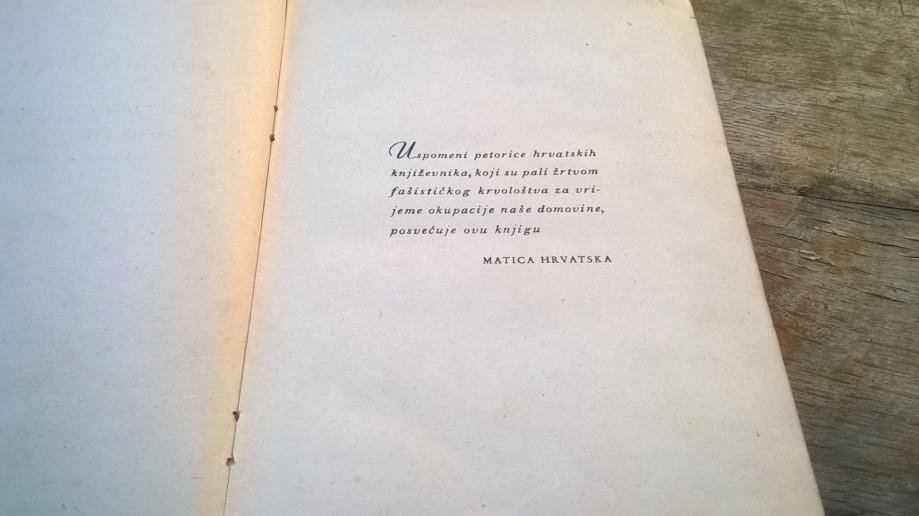 Uspomeni petorice hrvatskih
književnika, koji su pali žrtvom
fašističkog krvološtva za vri-
jeme okupacije naše domovine,
posvećuje ovu knjigu
MATICA HRVATSKA